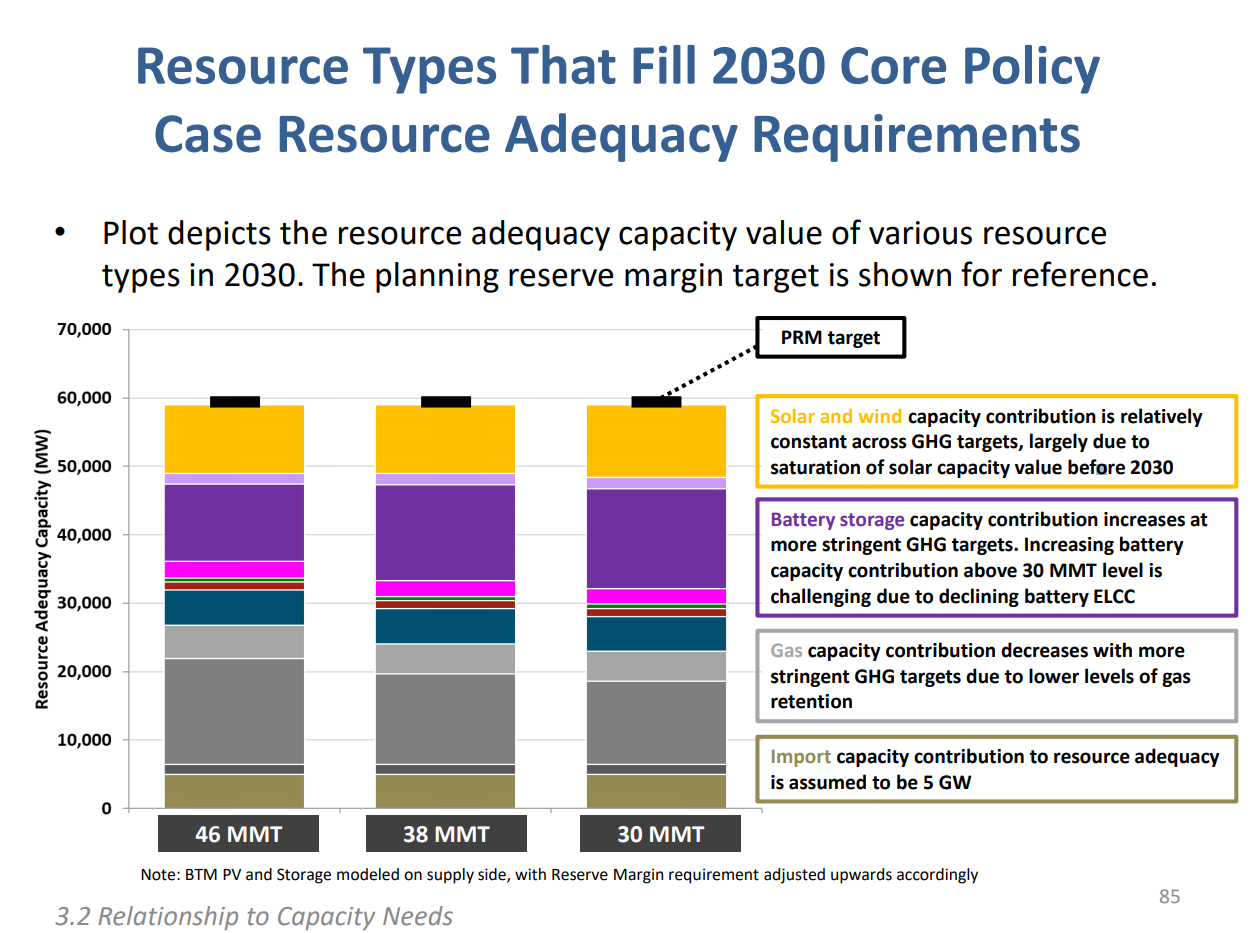 Resource Types That Fill 2030 Core Policy
Case Resource Adequacy Requirements
• Plot depicts the resource adequacy capacity value of various resource
types in 2030. The planning reserve margin target is shown for reference.
Resource Adequacy Capacity (MW)
70,000
60,000
50,000
40,000
30,000
20,000
10,000
0
46 MMT
38 MMT
30 MMT
PRM target
Solar and wind capacity contribution is relatively
constant across GHG targets, largely due to
saturation of solar capacity value before 2030
Battery storage capacity contribution increases at
more stringent GHG targets. Increasing battery
capacity contribution above 30 MMT level is
challenging due to declining battery ELCC
Gas capacity contribution decreases with more
stringent GHG targets due to lower levels of gas
retention
Import capacity contribution to resource adequacy
is assumed to be 5 GW
Note: BTM PV and Storage modeled on supply side, with Reserve Margin requirement adjusted upwards accordingly
85
3.2 Relationship to Capacity Needs